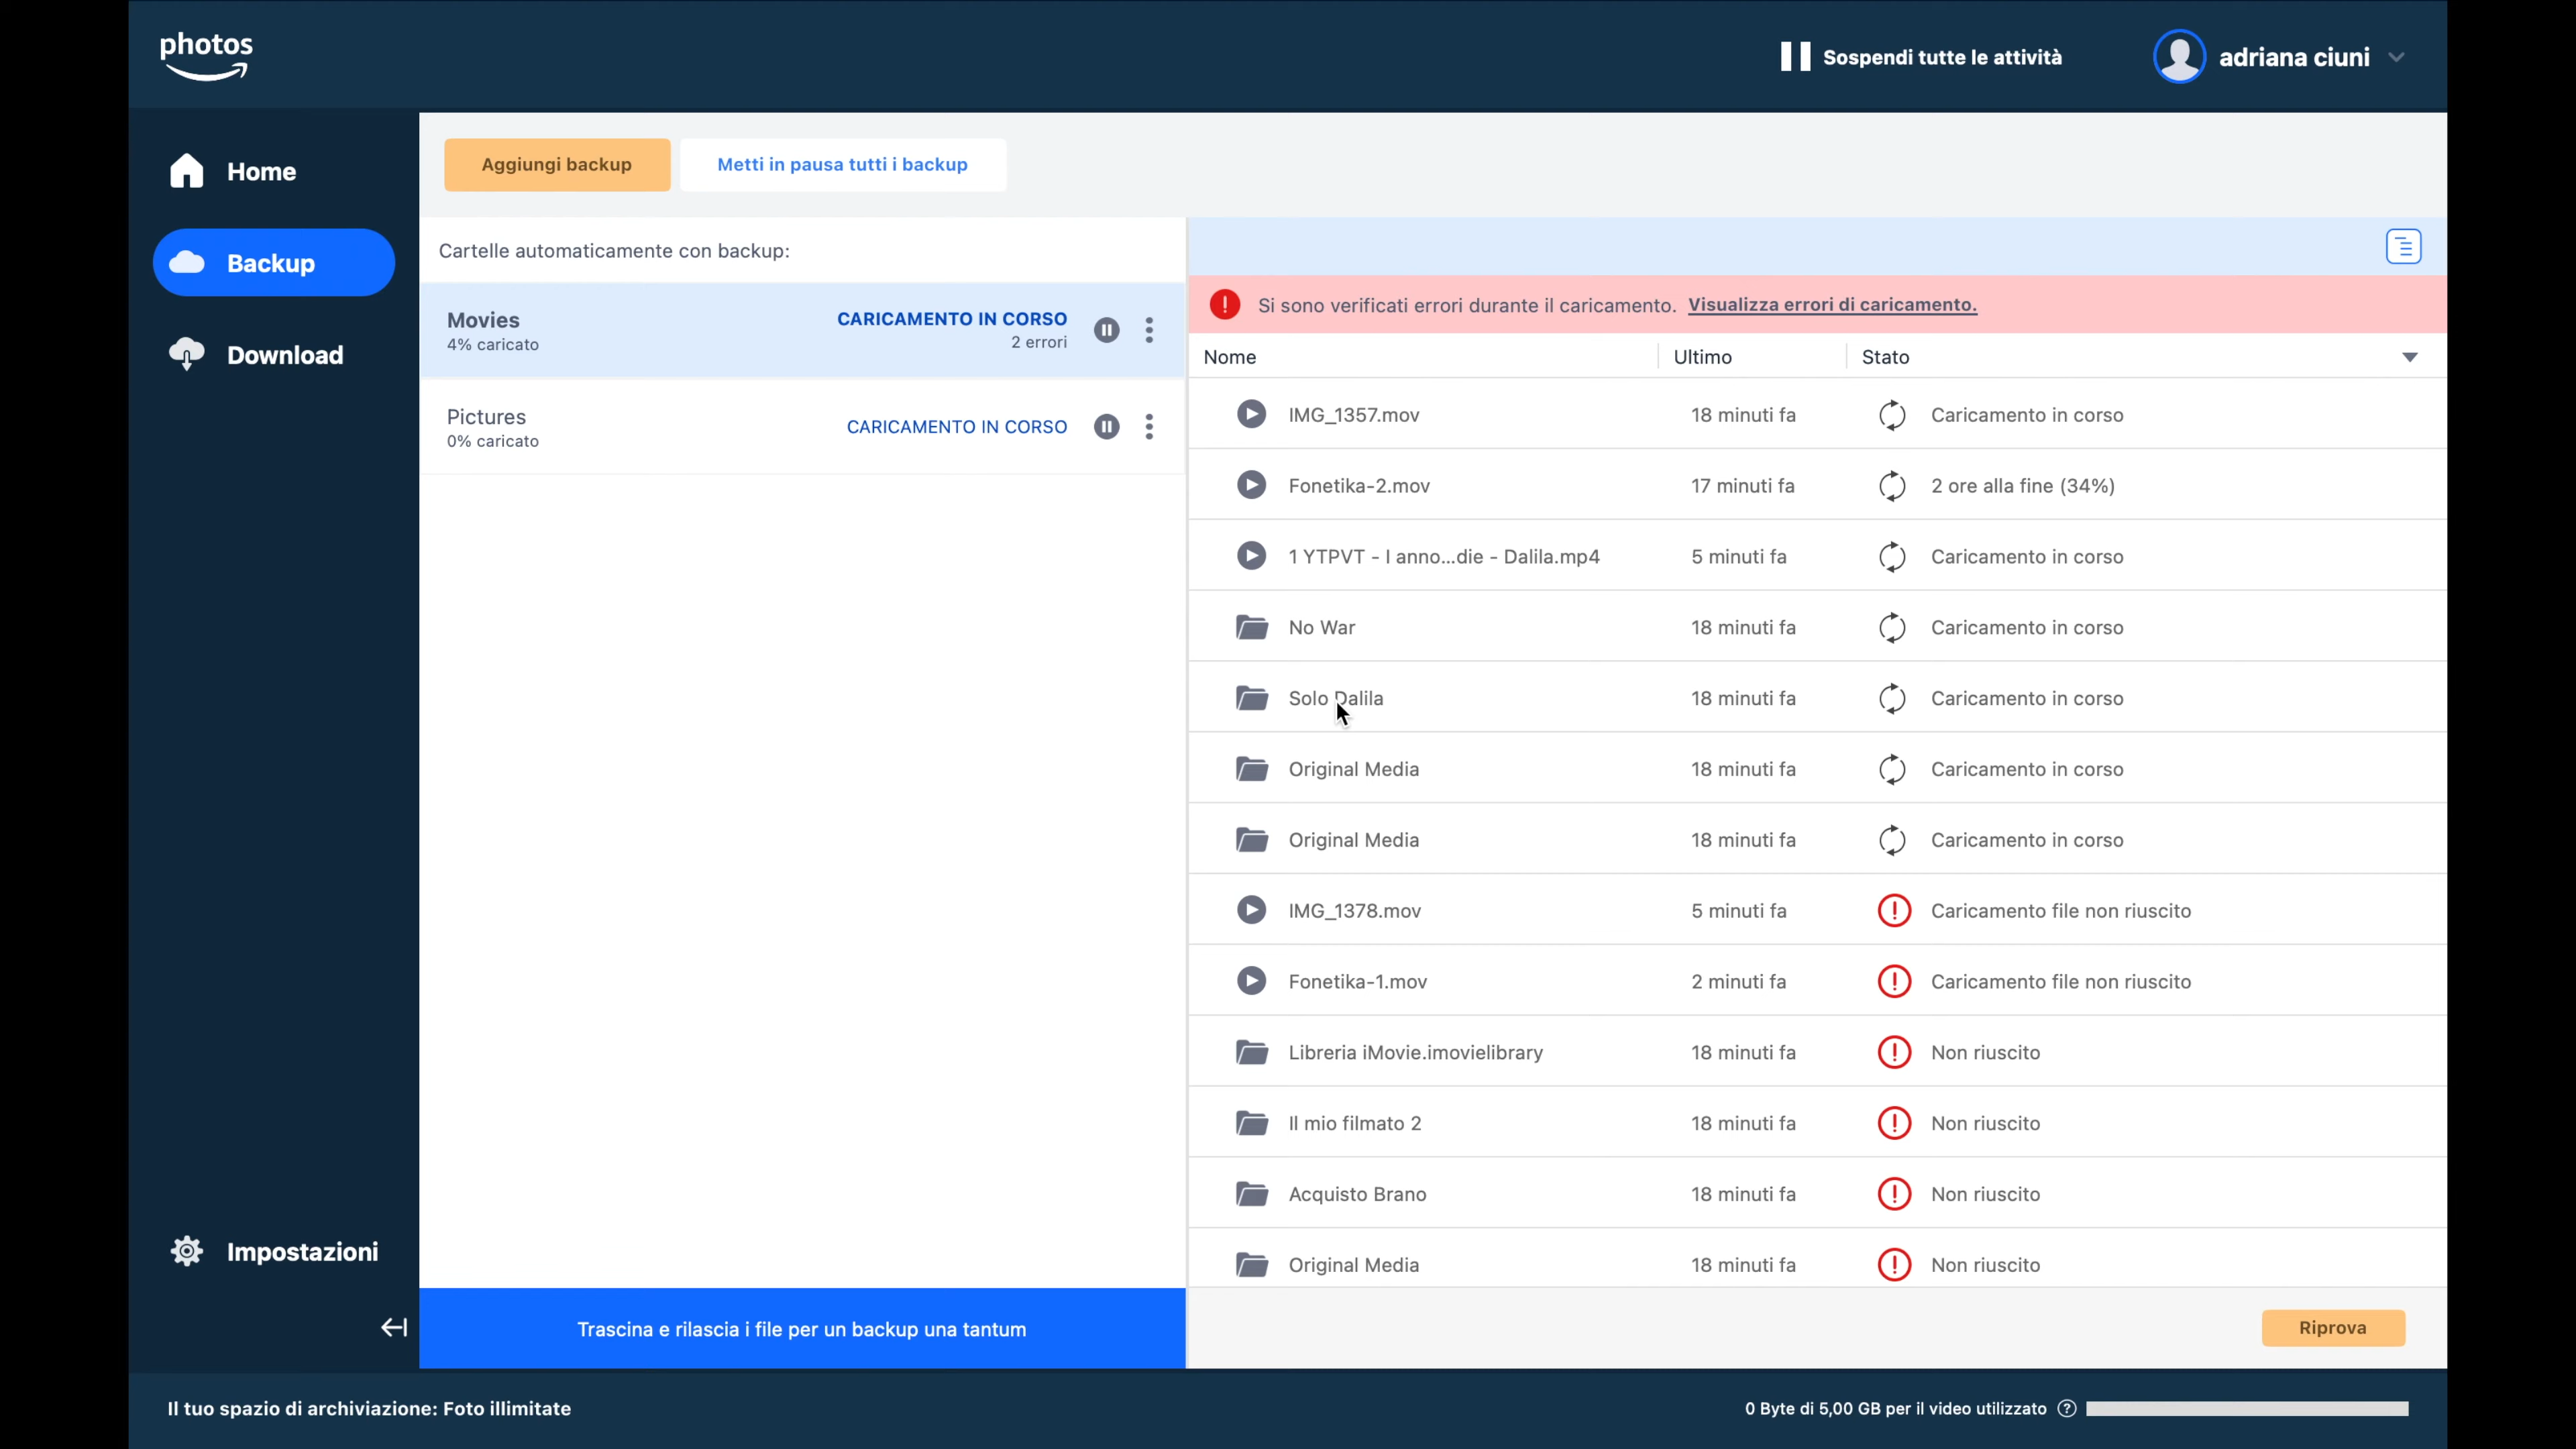 photos
Sospendi tutte le attività
adriana ciuni
Home
Backup
Download
Impostazioni
Aggiungi backup
Metti in pausa tutti i backup
Cartelle automaticamente con backup:
Movies
4% caricato
CARICAMENTO IN CORSO
2 errori
Pictures
0% caricato
CARICAMENTO IN CORSO
Trascina e rilascia i file per un backup una tantum
Si sono verificati errori durante il caricamento. Visualizza errori di caricamento.
Nome Ultimo Stato
IMG_1357.mov 18 minuti fa Caricamento in corso
Fonetika-2.mov 17 minuti fa 2 ore alla fine (34%)
1 YTPVT - I anno...die - Dalila.mp4 5 minuti fa Caricamento in corso
No War 18 minuti fa Caricamento in corso
Solo Dalila 18 minuti fa Caricamento in corso
Original Media 18 minuti fa Caricamento in corso
Original Media 18 minuti fa Caricamento in corso
IMG_1378.mov 5 minuti fa Caricamento file non riuscito
Fonetika-1.mov 2 minuti fa Caricamento file non riuscito
Libreria iMovie.imovielibrary 18 minuti fa Non riuscito
Il mio filmato 2 18 minuti fa Non riuscito
Acquisto Brano 18 minuti fa Non riuscito
Original Media 18 minuti fa Non riuscito
Riprova
Il tuo spazio di archiviazione: Foto illimitate
0 Byte di 5,00 GB per il video utilizzato ?